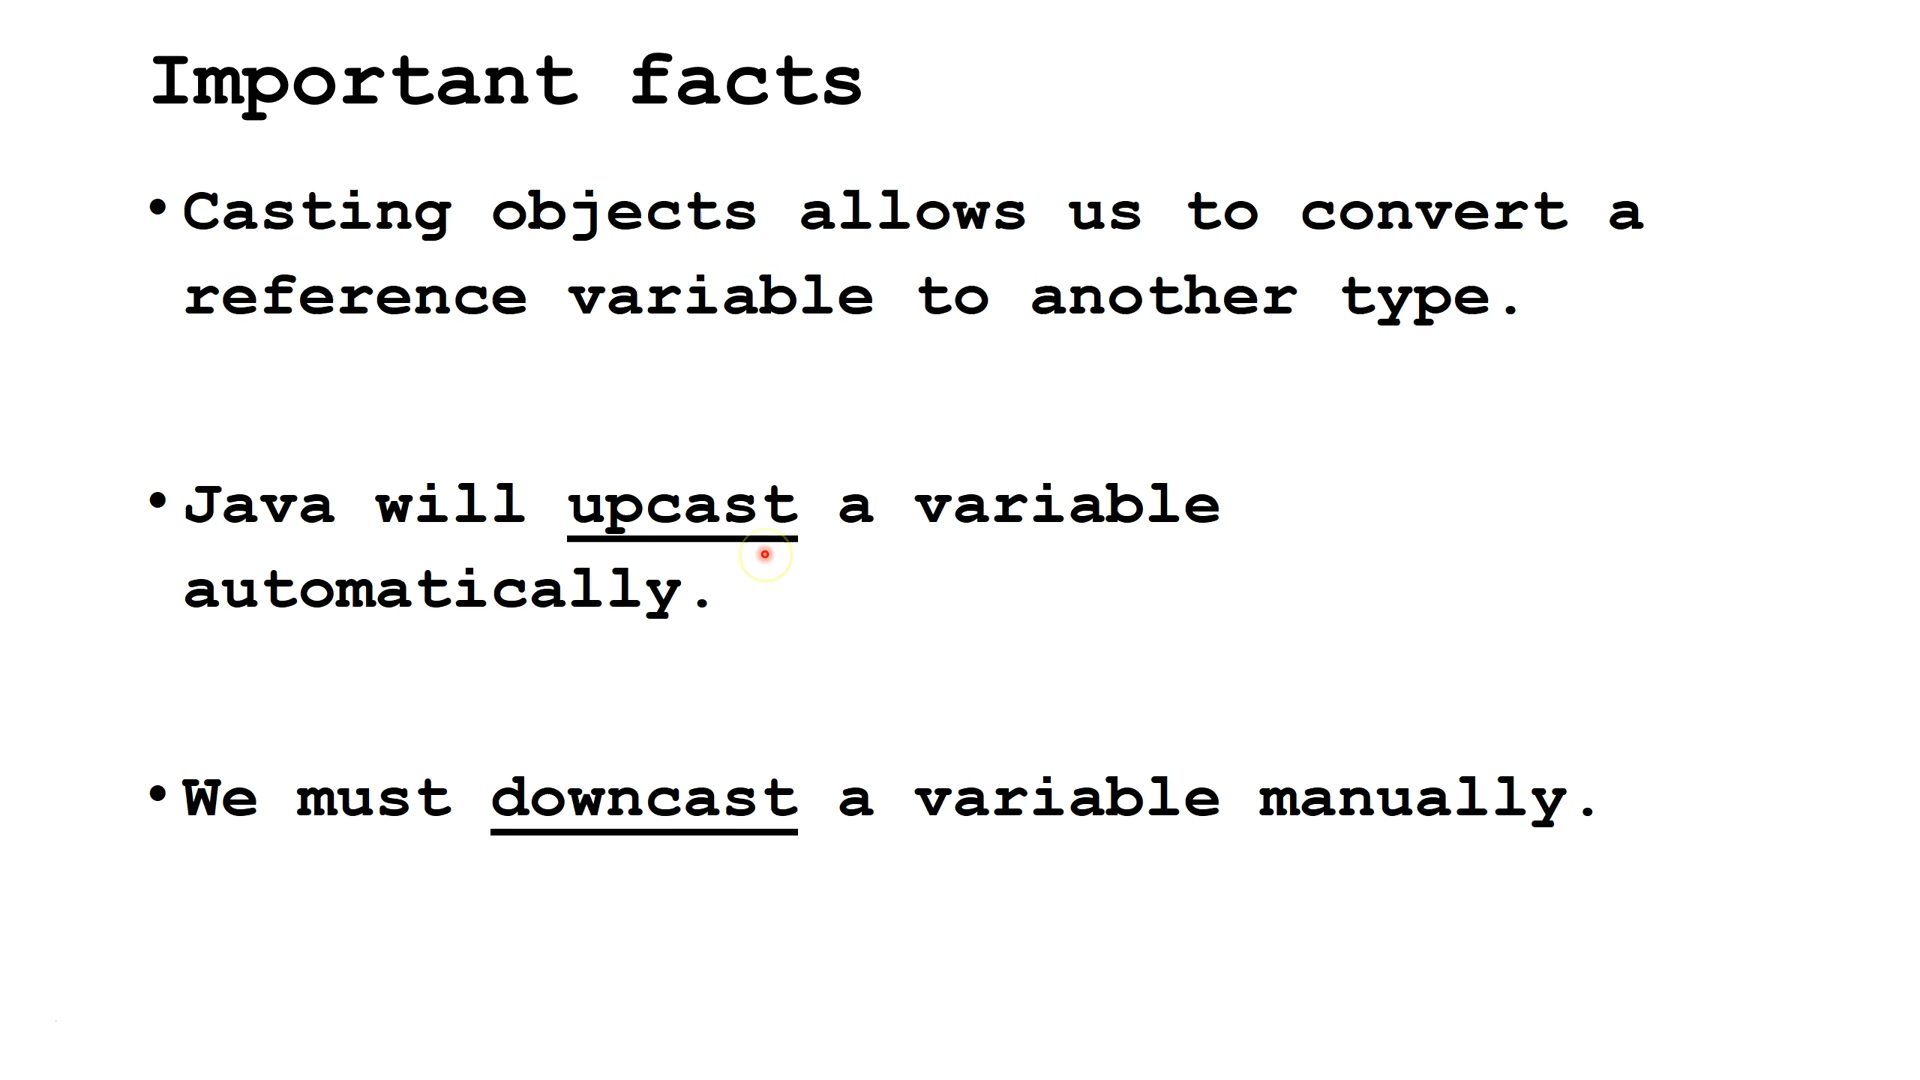 Important facts
• Casting objects allows us to convert a
reference variable to another type.
• Java will upcast a variable
automatically.
• We must downcast a variable manually.